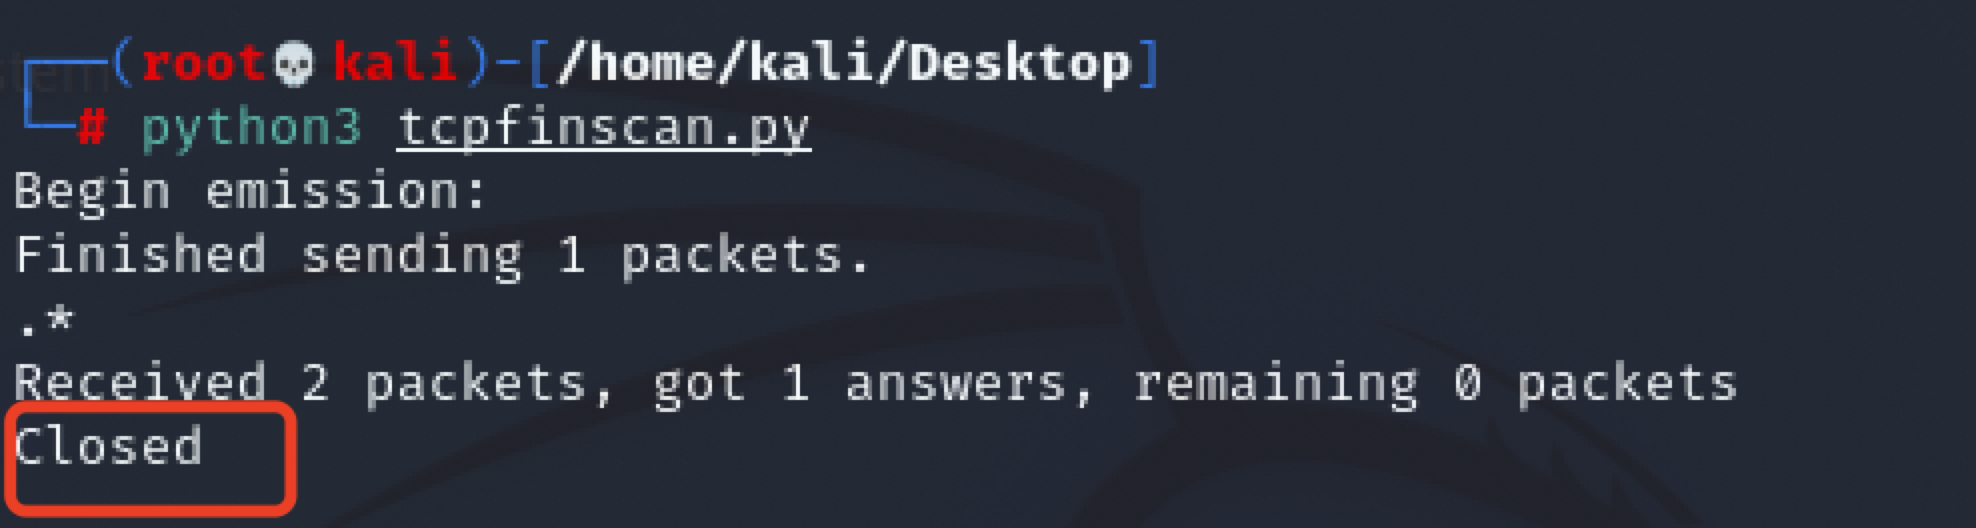 ┌──(root💀kali)-[/home/kali/Desktop]
└─# python3 tcpfinscan.py
Begin emission:
Finished sending 1 packets.
.*
Received 2 packets, got 1 answers, remaining 0 packets
Closed